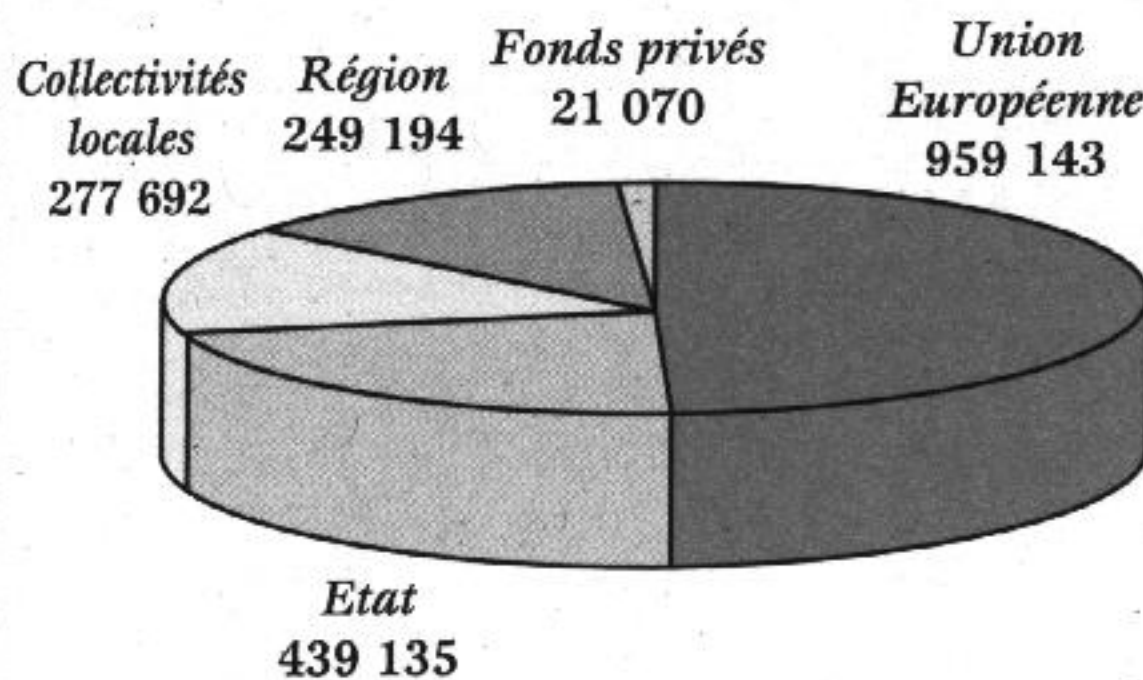 Collectivités
locales
277 692
Région
249 194
Fonds privés
21 070
Union
Européenne
959 143
Etat
439 135